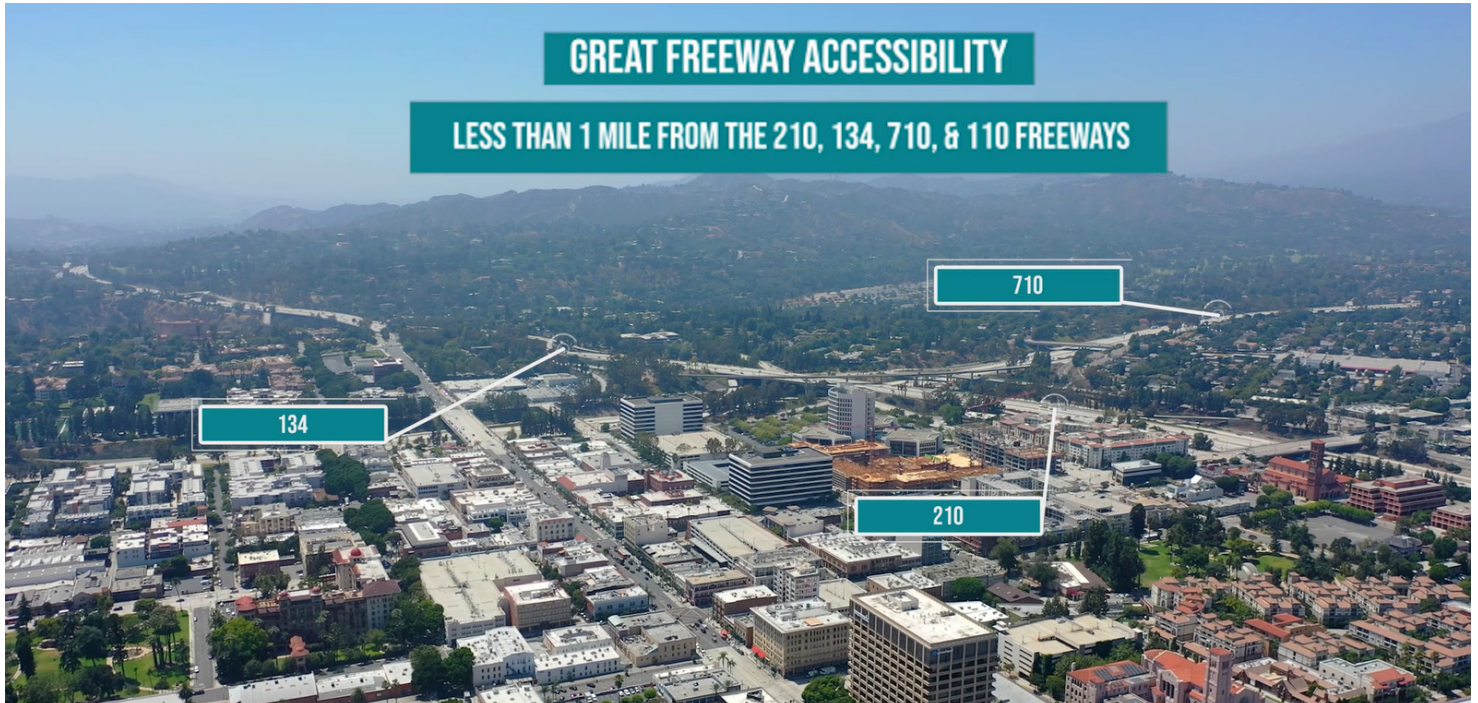 GREAT FREEWAY ACCESSIBILITY
LESS THAN 1 MILE FROM THE 210, 134, 710, & 110 FREEWAYS
710
134
210